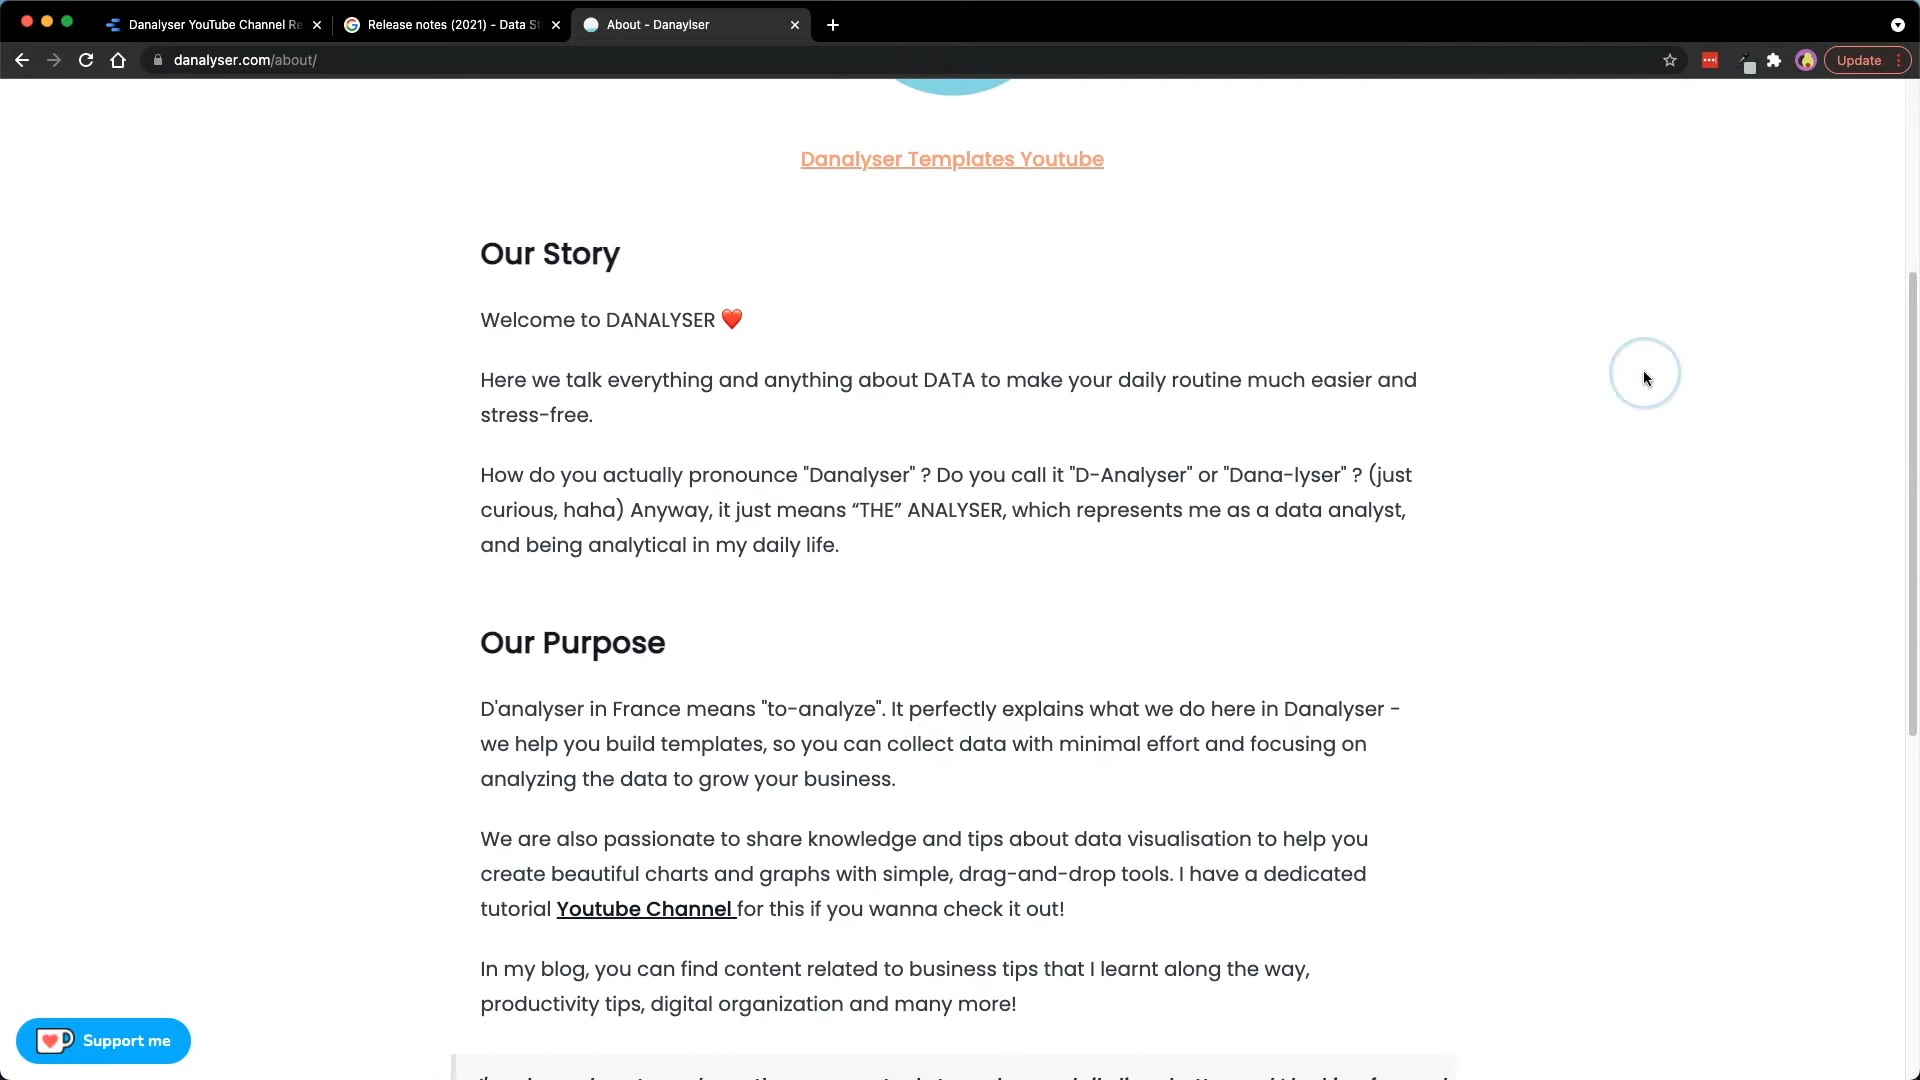 Danalyser YouTube Channel Re
Release notes (2021) - Data St
About - Danaylser
danalyser.com/about/
Update
Danalyser Templates Youtube
Our Story
Welcome to DANALYSER ❤️
Here we talk everything and anything about DATA to make your daily routine much easier and
stress-free.
How do you actually pronounce "Danalyser" ? Do you call it "D-Analyser" or "Dana-lyser" ? (just
curious, haha) Anyway, it just means “THE” ANALYSER, which represents me as a data analyst,
and being analytical in my daily life.
Our Purpose
D'analyser in France means "to-analyze". It perfectly explains what we do here in Danalyser -
we help you build templates, so you can collect data with minimal effort and focusing on
analyzing the data to grow your business.
We are also passionate to share knowledge and tips about data visualisation to help you
create beautiful charts and graphs with simple, drag-and-drop tools. I have a dedicated
tutorial Youtube Channel for this if you wanna check it out!
In my blog, you can find content related to business tips that I learnt along the way,
productivity tips, digital organization and many more!
Support me